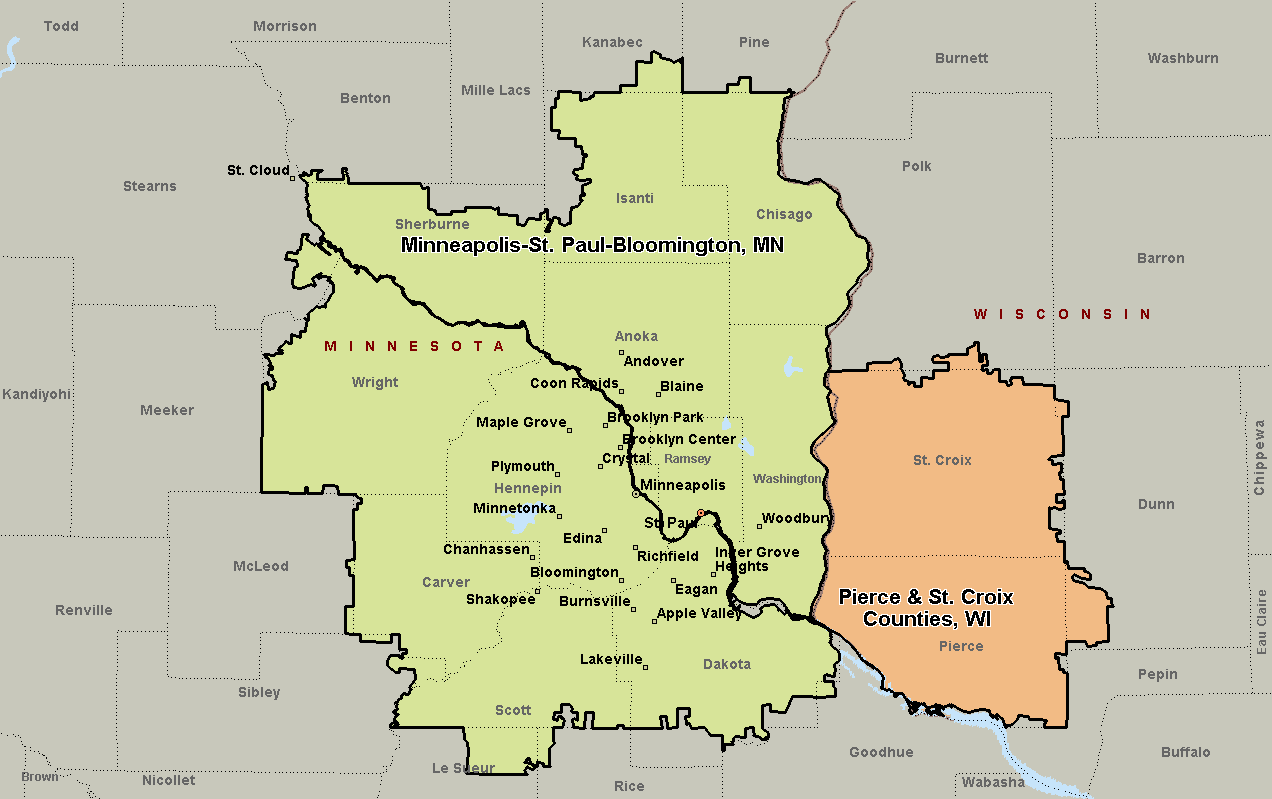 Todd
Morrison
Kanabec
Pine
Burnett
Washburn
Benton
Mille Lacs
St. Cloud
Stearns
Polk
Isanti
Chisago
Sherburne
Minneapolis-St. Paul-Bloomington, MN
Barron
WISCONSIN
MINNESOTA
Anoka
Andover
Wright
Coon Rapids
Blaine
Kandiyohi
Meeker
Maple Grove
Brooklyn Park
Brooklyn Center
Crystal
Ramsey
St. Croix
Chippewa
Plymouth
Hennepin
Minneapolis
Washington
Minnetonka
St. Paul
Woodbury
Dunn
Edina
Chanhassen
Richfield
Inver Grove
Heights
McLeod
Carver
Bloomington
Eagan
Shakopee
Burnsville
Apple Valley
Pierce & St. Croix
Counties, WI
Renville
Eau Claire
Pierce
Lakeville
Dakota
Pepin
Sibley
Scott
Goodhue
Buffalo
Brown
Nicollet
Le Sueur
Rice
Wabasha